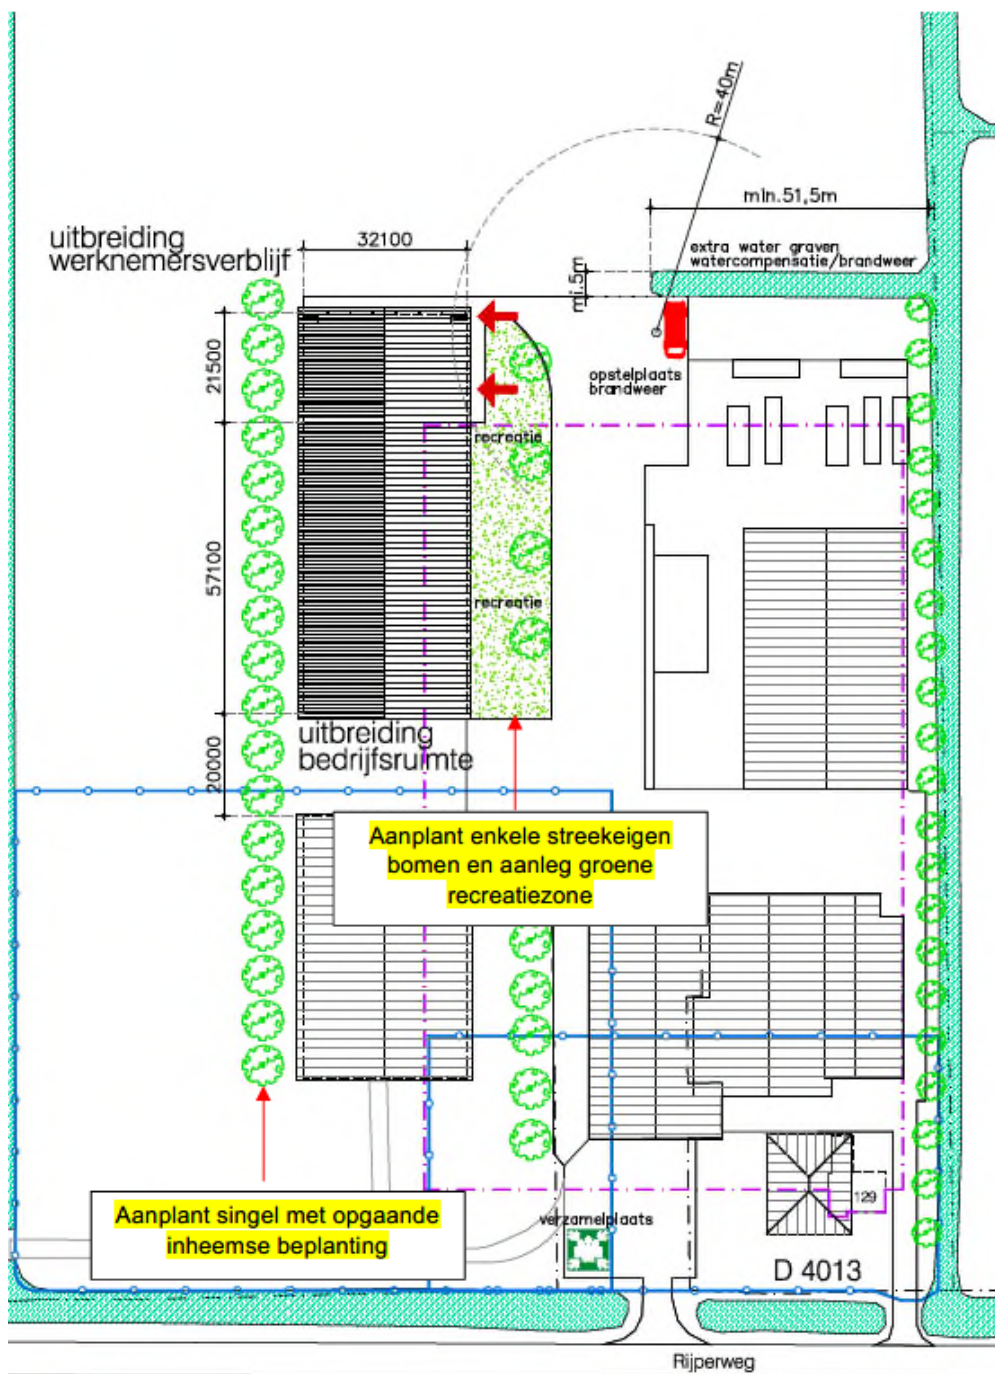 R=40m
min.51,5m
uitbreiding
werknemersverblijf
32100
extra water graven
watercompensatie/brandweer
mi.5m
21500
opstelplaats
brandweer
recreatie
57100
recreatie
uitbreiding
bedrijfsruimte
20000
Aanplant enkele streekeigen
bomen en aanleg groene
recreatiezone
Aanplant singel met opgaande
inheemse beplanting
verzamelplaats
129
D 4013
Rijperweg